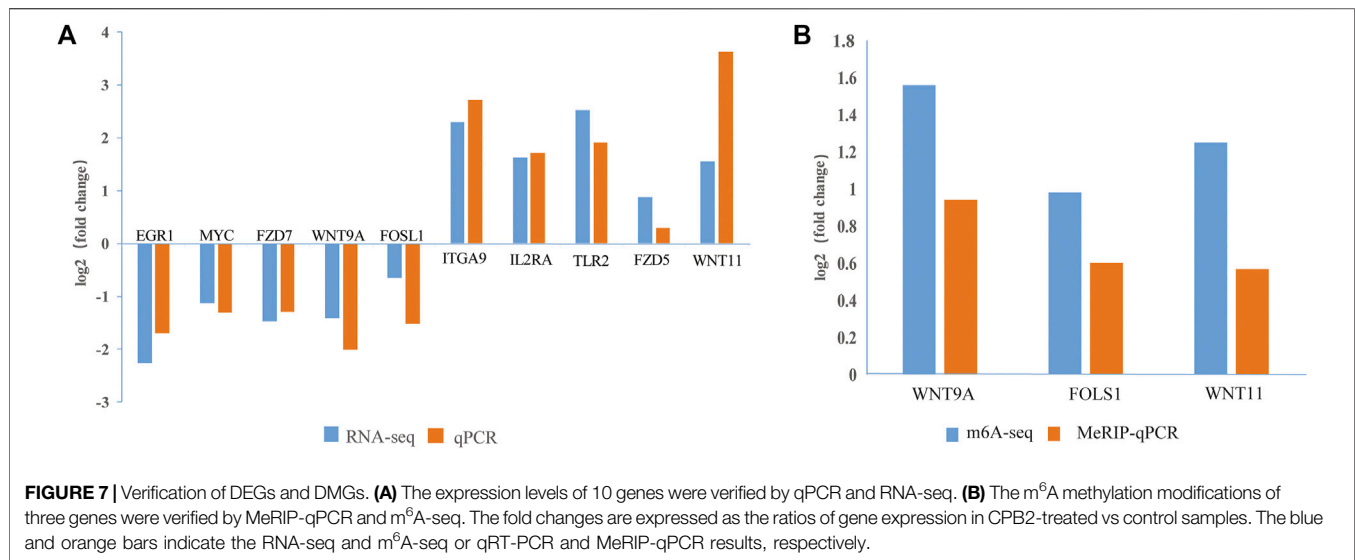 A
4
3
2
1
0
-1
-2
-3
log2 (fold change)
EGR1 MYC FZD7 WNT9A FOSL1
ITGA9 IL2RA TLR2 FZD5 WNT11
RNA-seq qPCR
B
1.8
1.6
1.4
1.2
1
0.8
0.6
0.4
0.2
0
log2 (fold change)
WNT9A FOLS1 WNT11
m6A-seq MeRIP-qPCR
FIGURE 7 | Verification of DEGs and DMGs. (A) The expression levels of 10 genes were verified by qPCR and RNA-seq. (B) The m⁶A methylation modifications of
three genes were verified by MeRIP-qPCR and m⁶A-seq. The fold changes are expressed as the ratios of gene expression in CPB2-treated vs control samples. The blue
and orange bars indicate the RNA-seq and m⁶A-seq or qRT-PCR and MeRIP-qPCR results, respectively.